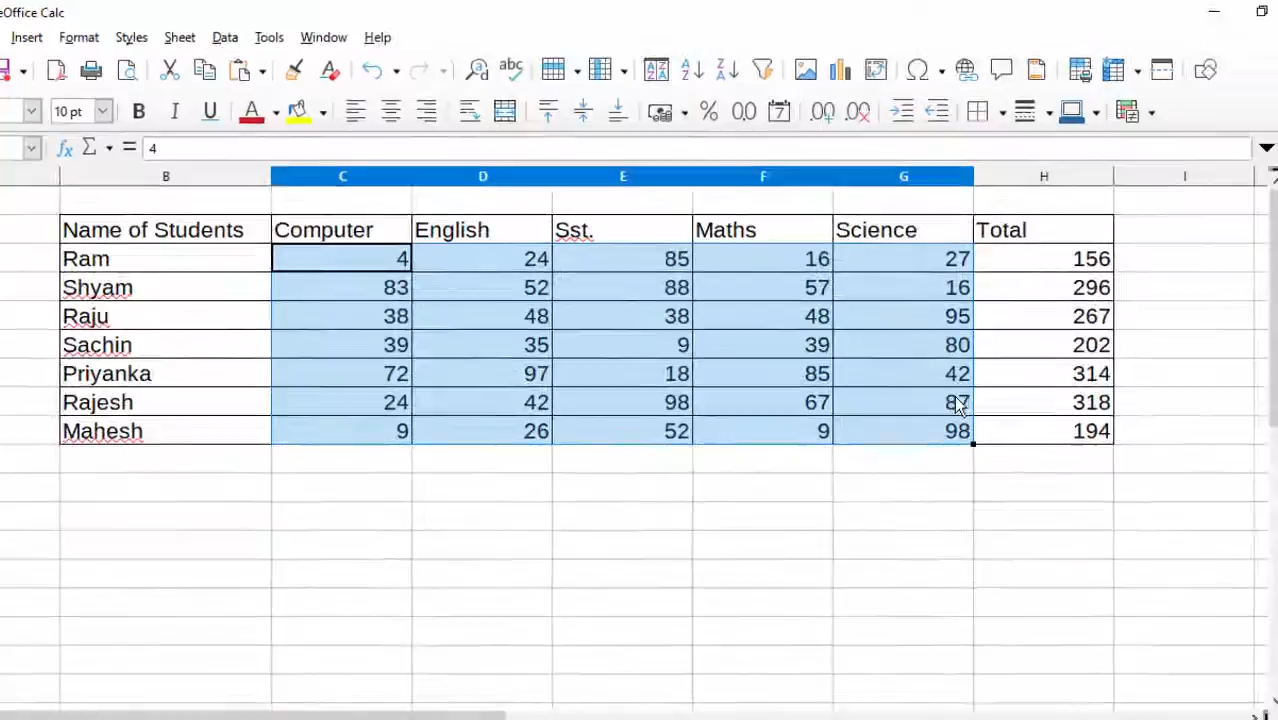 eOffice Calc
Insert Format Styles Sheet Data Tools Window Help
10 pt
4
B C D E F G H I
Name of Students Computer English Sst. Maths Science Total
Ram 4 24 85 16 27 156
Shyam 83 52 88 57 16 296
Raju 38 48 38 48 95 267
Sachin 39 35 9 39 80 202
Priyanka 72 97 18 85 42 314
Rajesh 24 42 98 67 87 318
Mahesh 9 26 52 9 98 194